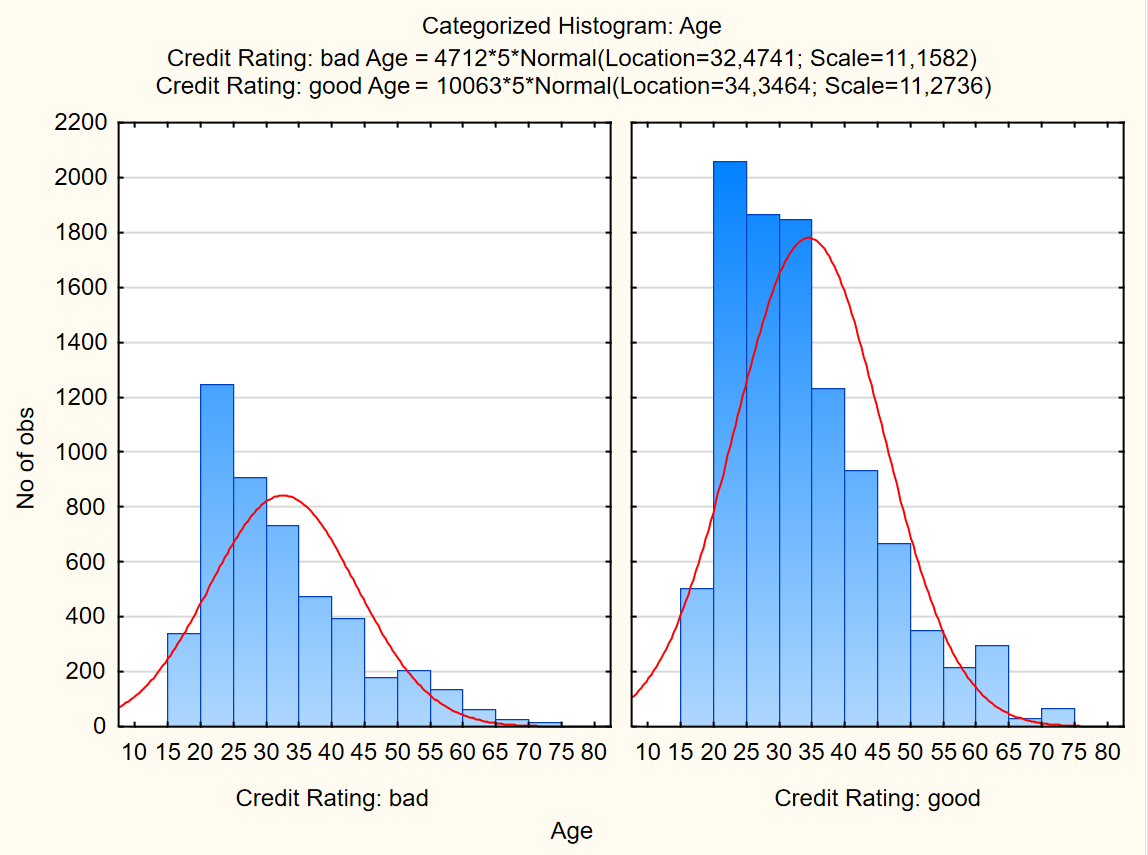 Categorized Histogram: Age
Credit Rating: bad Age = 4712*5*Normal(Location=32,4741; Scale=11,1582)
Credit Rating: good Age = 10063*5*Normal(Location=34,3464; Scale=11,2736)
2200
2000
1800
1600
1400
1200
1000
800
600
400
200
0
No of obs
10 15 20 25 30 35 40 45 50 55 60 65 70 75 80
10 15 20 25 30 35 40 45 50 55 60 65 70 75 80
Credit Rating: bad
Credit Rating: good
Age